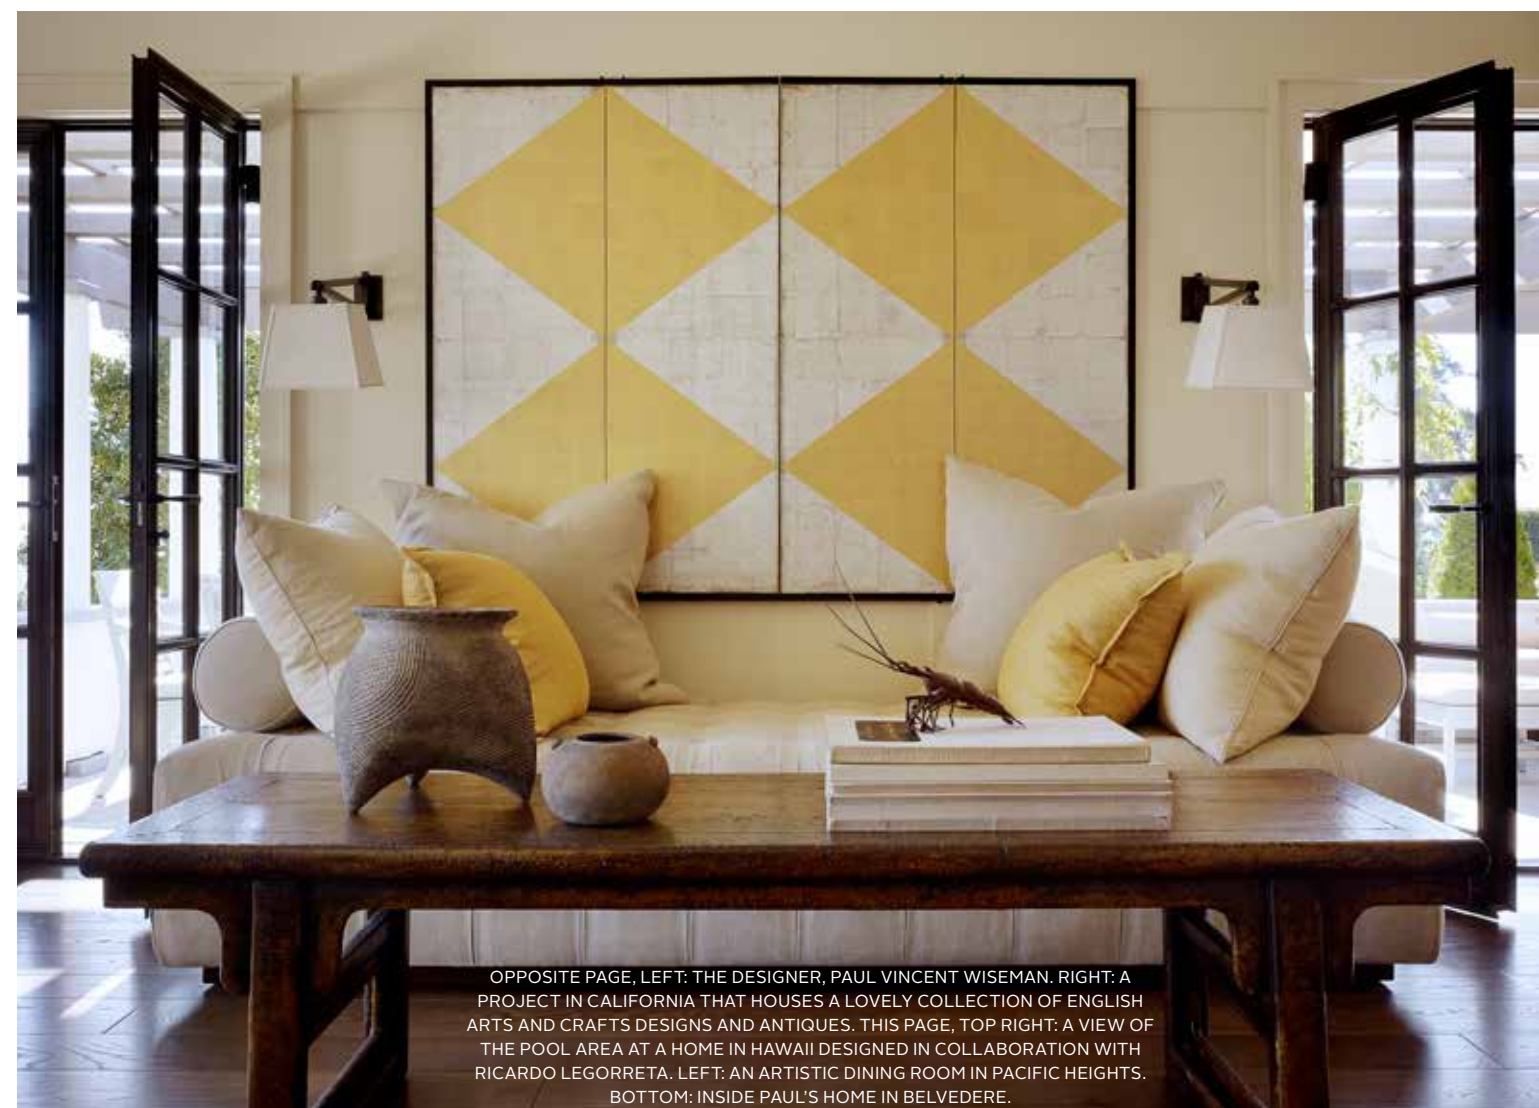 OPPOSITE PAGE, LEFT: THE DESIGNER, PAUL VINCENT WISEMAN. RIGHT: A
PROJECT IN CALIFORNIA THAT HOUSES A LOVELY COLLECTION OF ENGLISH
ARTS AND CRAFTS DESIGNS AND ANTIQUES. THIS PAGE, TOP RIGHT: A VIEW OF
THE POOL AREA AT A HOME IN HAWAII DESIGNED IN COLLABORATION WITH
RICARDO LEGORRETA. LEFT: AN ARTISTIC DINING ROOM IN PACIFIC HEIGHTS.
BOTTOM: INSIDE PAUL'S HOME IN BELVEDERE.